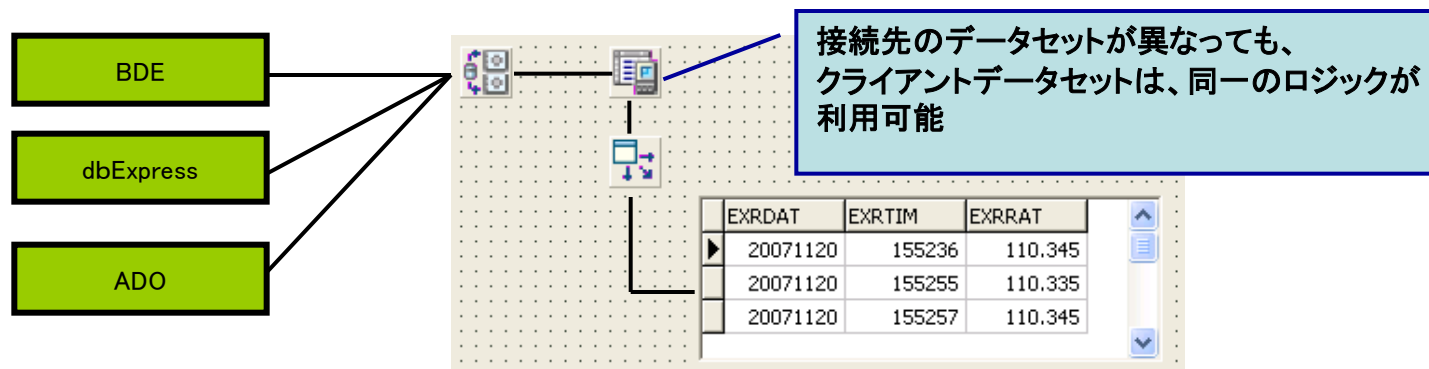 BDE
dbExpress
ADO
接続先のデータセットが異なっても、
クライアントデータセットは、同一のロジックが
利用可能
EXRDAT EXRTIM EXRRAT
20071120 155236 110.345
20071120 155255 110.335
20071120 155257 110.345